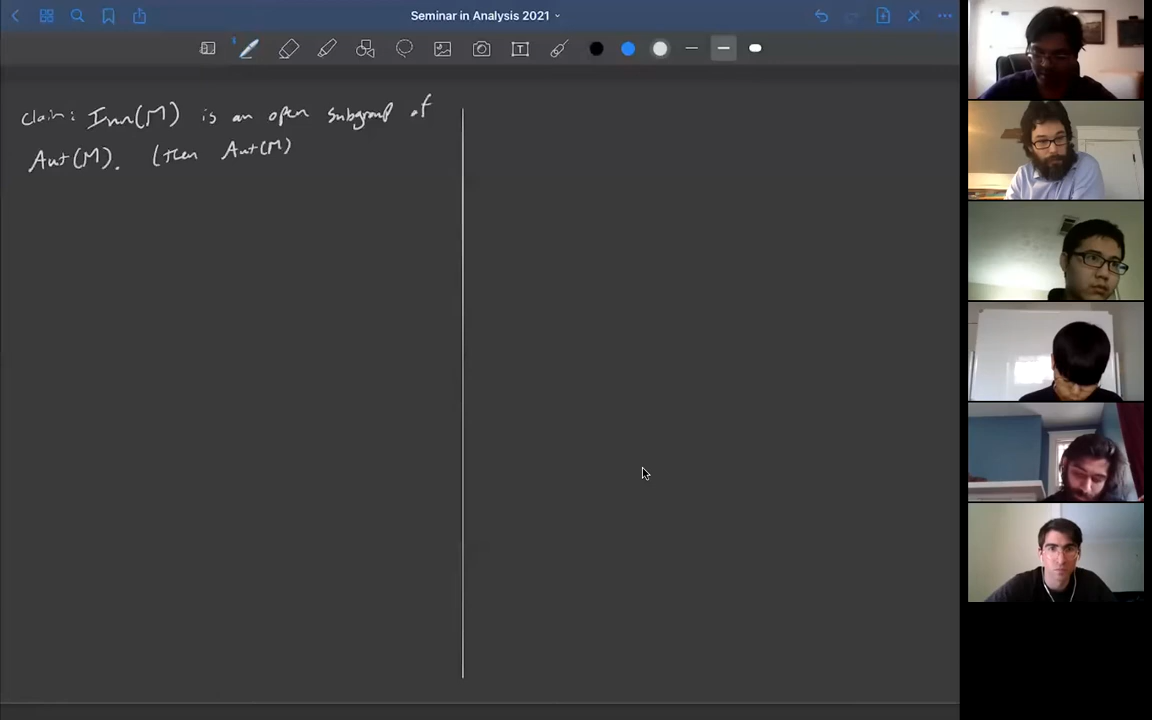 Seminar in Analysis 2021
Claim: Inn(M) is an open subgroup of
Aut(M). (then Aut(M)